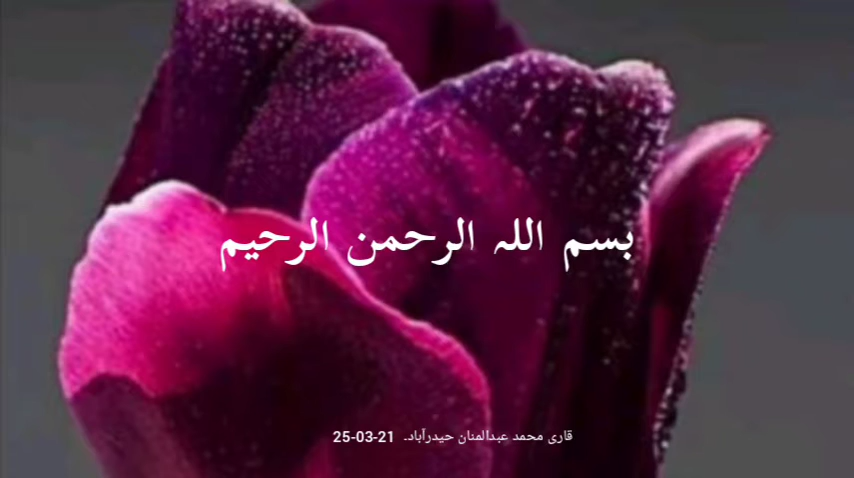 بسم اللہ الرحمن الرحیم
قاری محمد عبدالمنان حیدرآباد۔ 21-03-25